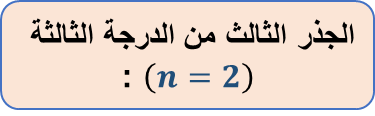 الجذر الثالث من الدرجة الثالثة
(n = 2) :